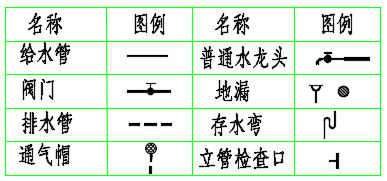 名称 图例 名称 图例
给水管 普通水龙头
阀门 地漏
排水管 存水弯
通气帽 立管检查口